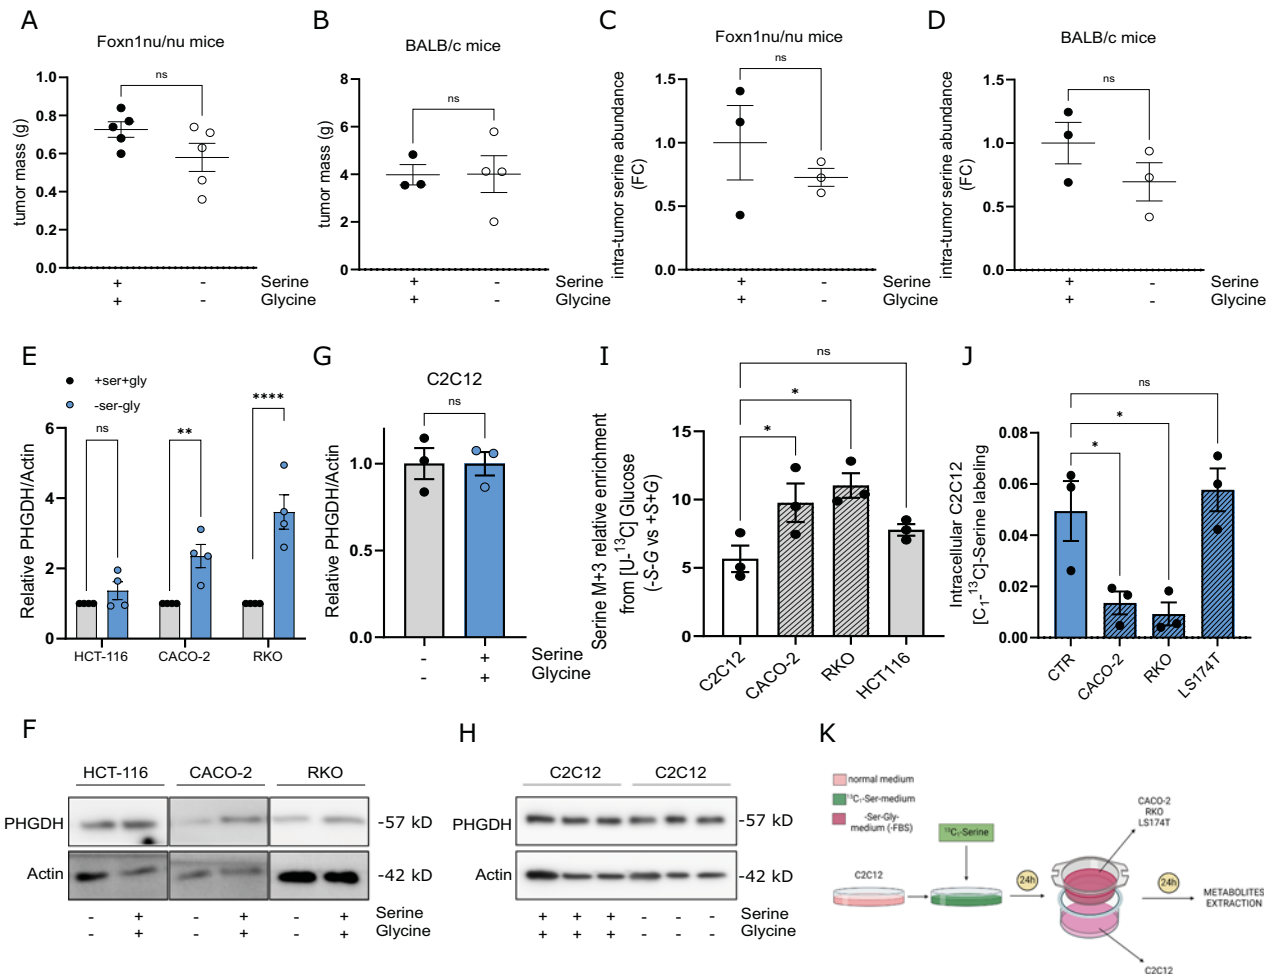 A
Foxn1nu/nu mice
ns
tumor mass (g)
1.0
0.8
0.6
0.4
0.2
0.0
+ - Serine
+ - Glycine
B
BALB/c mice
ns
tumor mass (g)
8
6
4
2
0
+ - Serine
+ - Glycine
C
Foxn1nu/nu mice
ns
intra-tumor serine abundance
(FC)
1.5
1.0
0.5
0.0
+ - Serine
+ - Glycine
D
BALB/c mice
ns
intra-tumor serine abundance
(FC)
1.5
1.0
0.5
0.0
+ - Serine
+ - Glycine
E
+ser+gly
-ser-gly
ns
**
****
Relative PHGDH/Actin
6
4
2
0
HCT-116 CACO-2 RKO
G
C2C12
ns
Relative PHGDH/Actin
1.0
0.5
0.0
- + Serine
- + Glycine
I
ns
*
*
Serine M+3 relative enrichment
from [U-13C] Glucose
(-S-G vs +S+G)
15
10
5
0
C2C12
CACO-2
RKO
HCT116
J
ns
*
*
Intracellular C2C12
[C1-13C]-Serine labeling
0.08
0.06
0.04
0.02
0.00
CTR
CACO-2
RKO
LS174T
F
HCT-116 CACO-2 RKO
PHGDH -57 kD
Actin -42 kD
- + - + - + Serine
- + - + - + Glycine
H
C2C12 C2C12
PHGDH -57 kD
Actin -42 kD
+ + + - - - Serine
+ + + - - - Glycine
K
normal medium
13C1-Ser-medium
-Ser-Gly-
medium (-FBS)
13C1-Serine
C2C12
24h
CACO-2
RKO
LS174T
24h
METABOLITES
EXTRACTION
C2C12